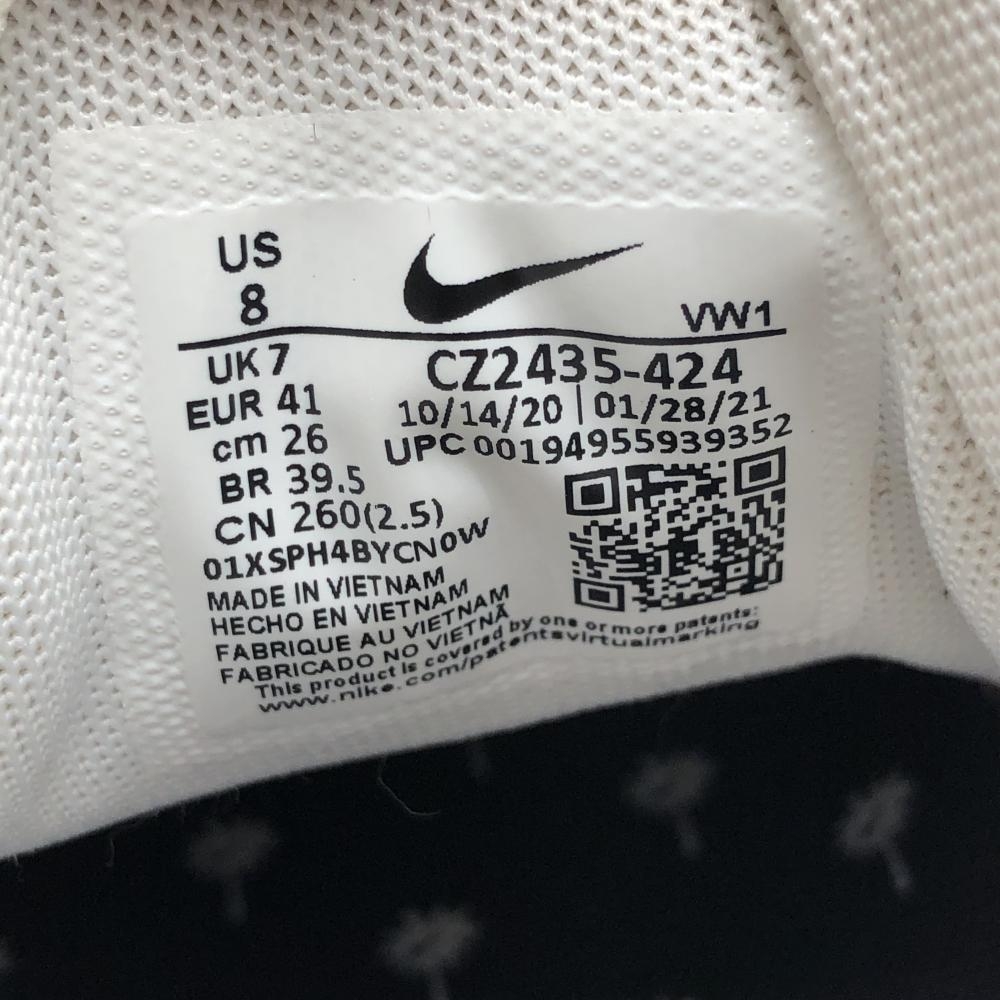 US
8
VW1
UK 7
EUR 41
cm 26
BR 39.5
CN 260(2.5)
01XSPH4BYCN0W
CZ2435-424
10/14/20 | 01/28/21
UPC 00194955939352
MADE IN VIETNAM
HECHO EN VIETNAM
FABRIQUE AU VIETNAM
FABRICADO NO VIETNÃ
This product is covered by one or more patents:
www.nike.com/patentsvirtualmarking